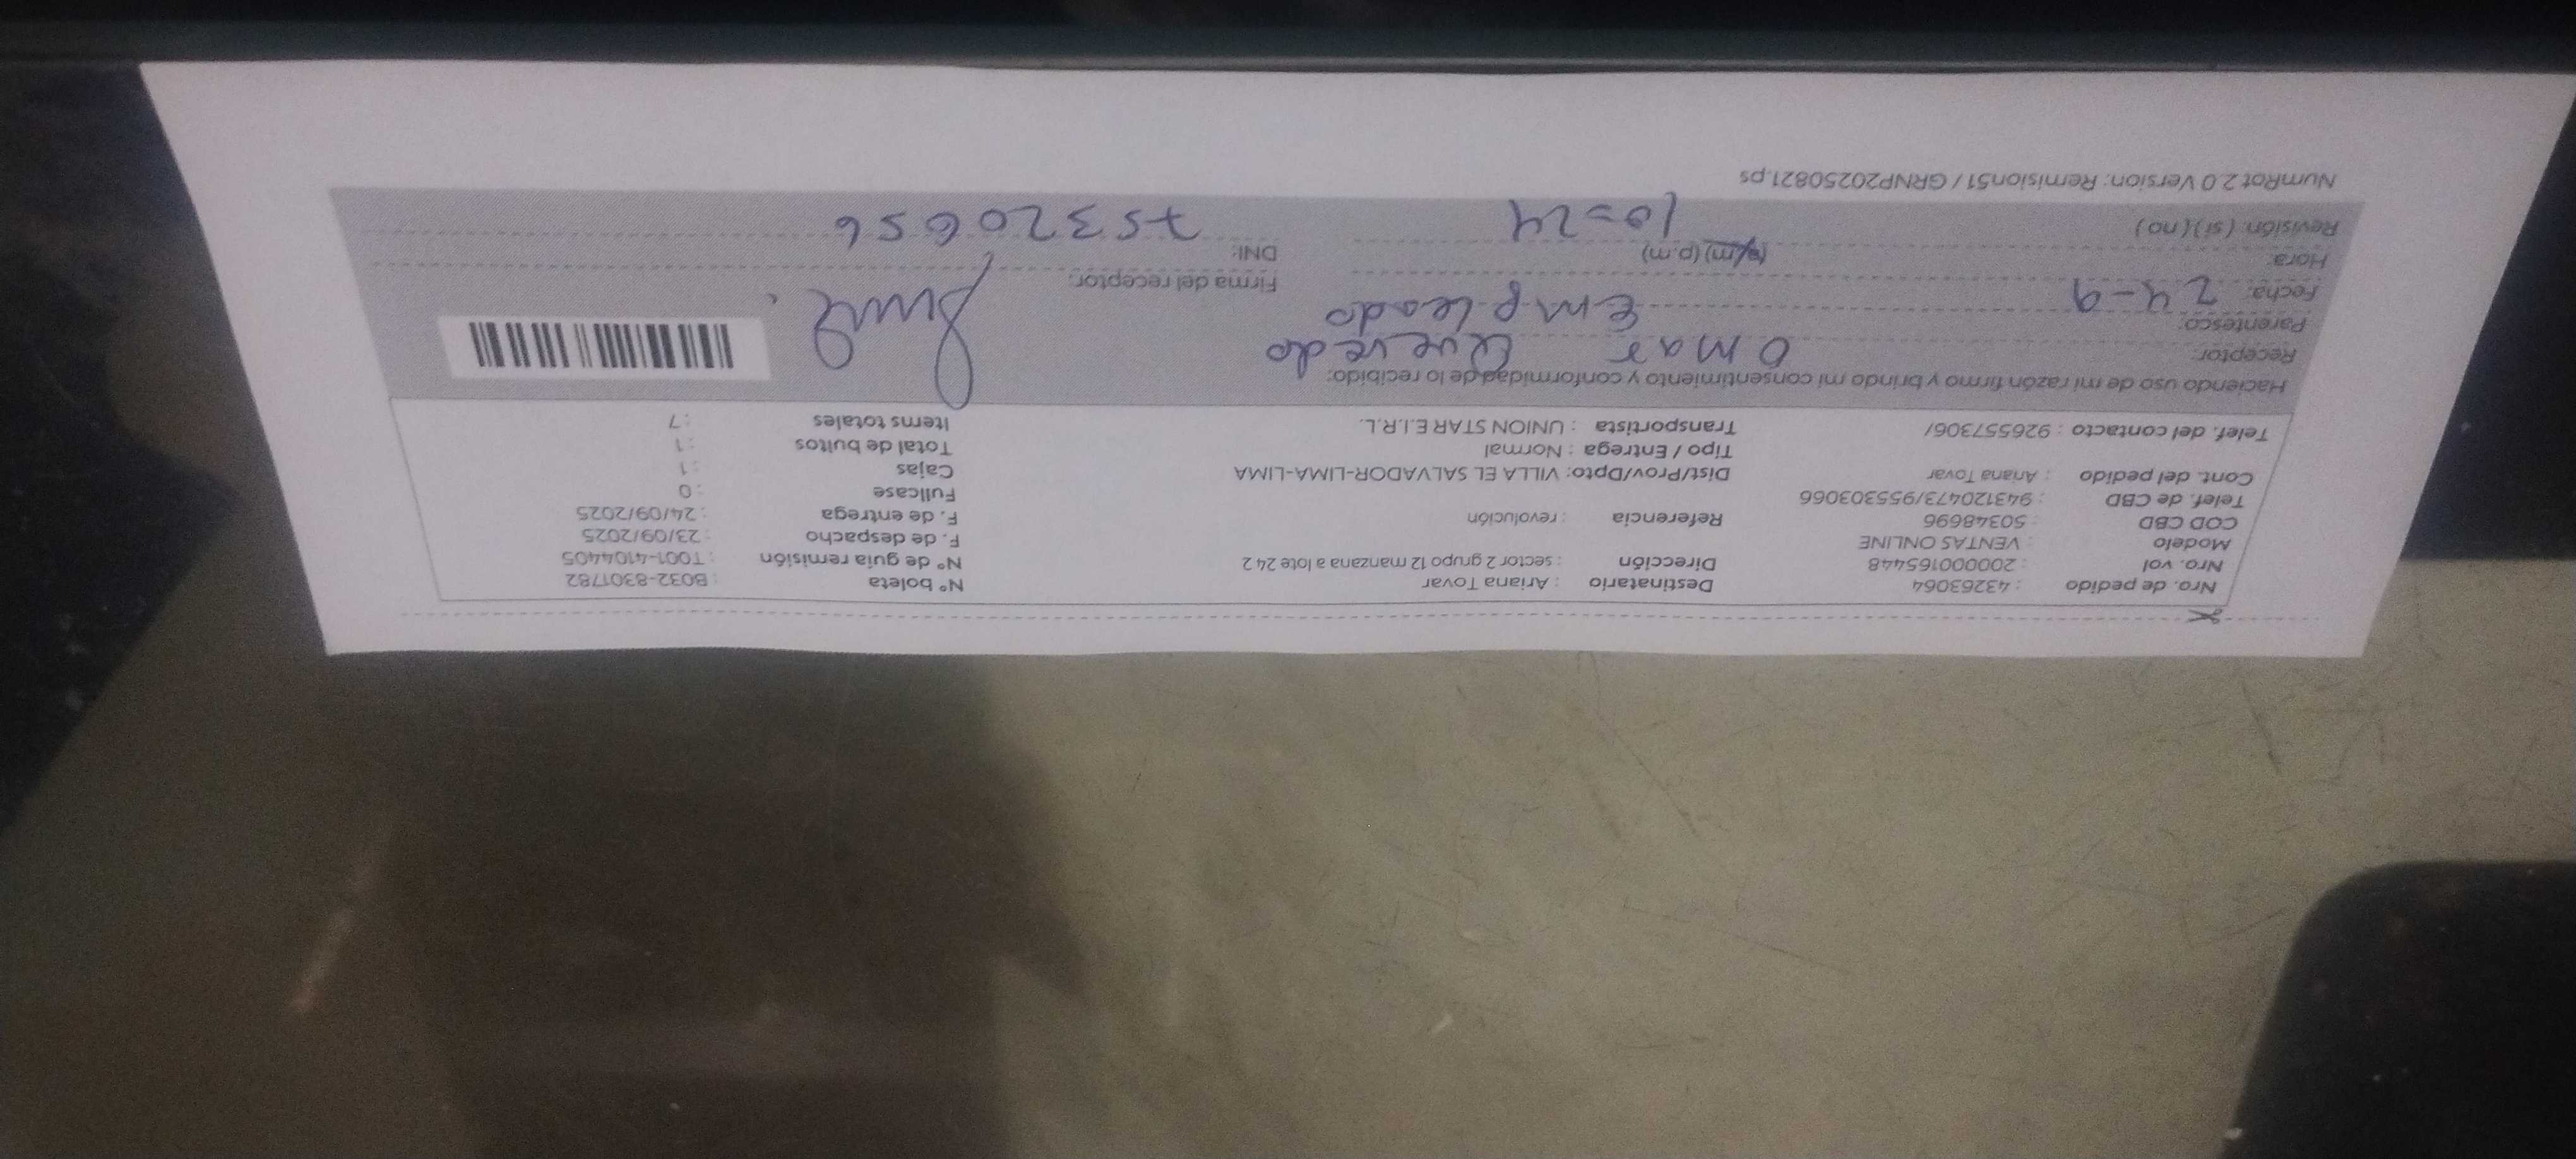 Nro. de pedido : 43263064
Nro. vol : 20000165448
Modelo : VENTAS ONLINE
COD CBD : 50348696
Telef. de CBD : 943120473/955303066
Cont. del pedido : Ariana Tovar
Telef. del contacto : 926557306/
Destinatario : Ariana Tovar
Dirección : sector 2 grupo 12 manzana a lote 24 2
Referencia : revolución
Dist/Prov/Dpto: VILLA EL SALVADOR-LIMA-LIMA
Tipo / Entrega : Normal
Transportista : UNION STAR E.I.R.L.
N° boleta : B032-8301782
N° de guía remisión : T001-4104405
F. de despacho : 23/09/2025
F. de entrega : 24/09/2025
Fullcase : 0
Cajas : 1
Total de bultos : 1
Items totales : 7
Haciendo uso de mi razón firmo y brindo mi consentimiento y conformidad de lo recibido:
Receptor: Omar Quevedo
Parentesco: Empleado
Fecha: 24-9
Hora: (a.m) (p.m)
10=24
Revisión: (si) (no)
Firma del receptor:
DNI: 75320656
NumRot 2.0 Version: Remision51 / GRNP20250821.ps